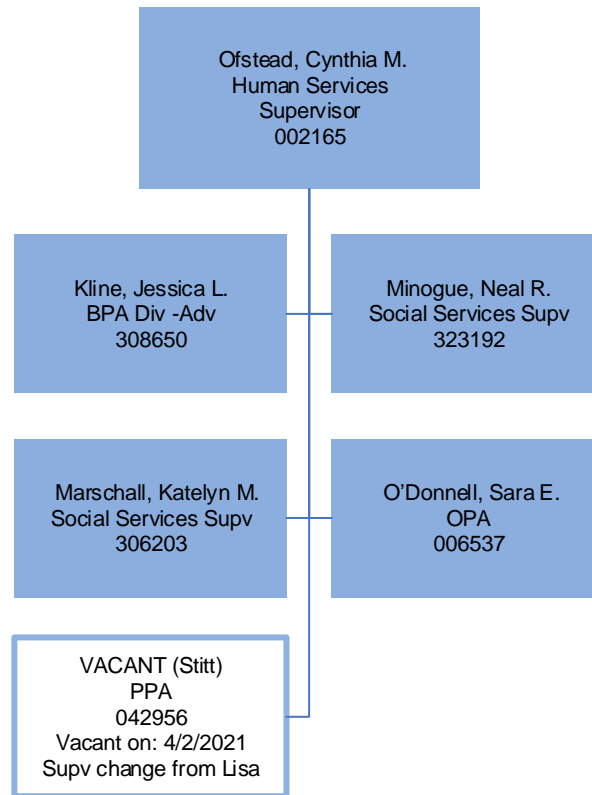 Ofstead, Cynthia M.
Human Services
Supervisor
002165
Kline, Jessica L.
BPA Div -Adv
308650
Minogue, Neal R.
Social Services Supv
323192
Marschall, Katelyn M.
Social Services Supv
306203
O’Donnell, Sara E.
OPA
006537
VACANT (Stitt)
PPA
042956
Vacant on: 4/2/2021
Supv change from Lisa